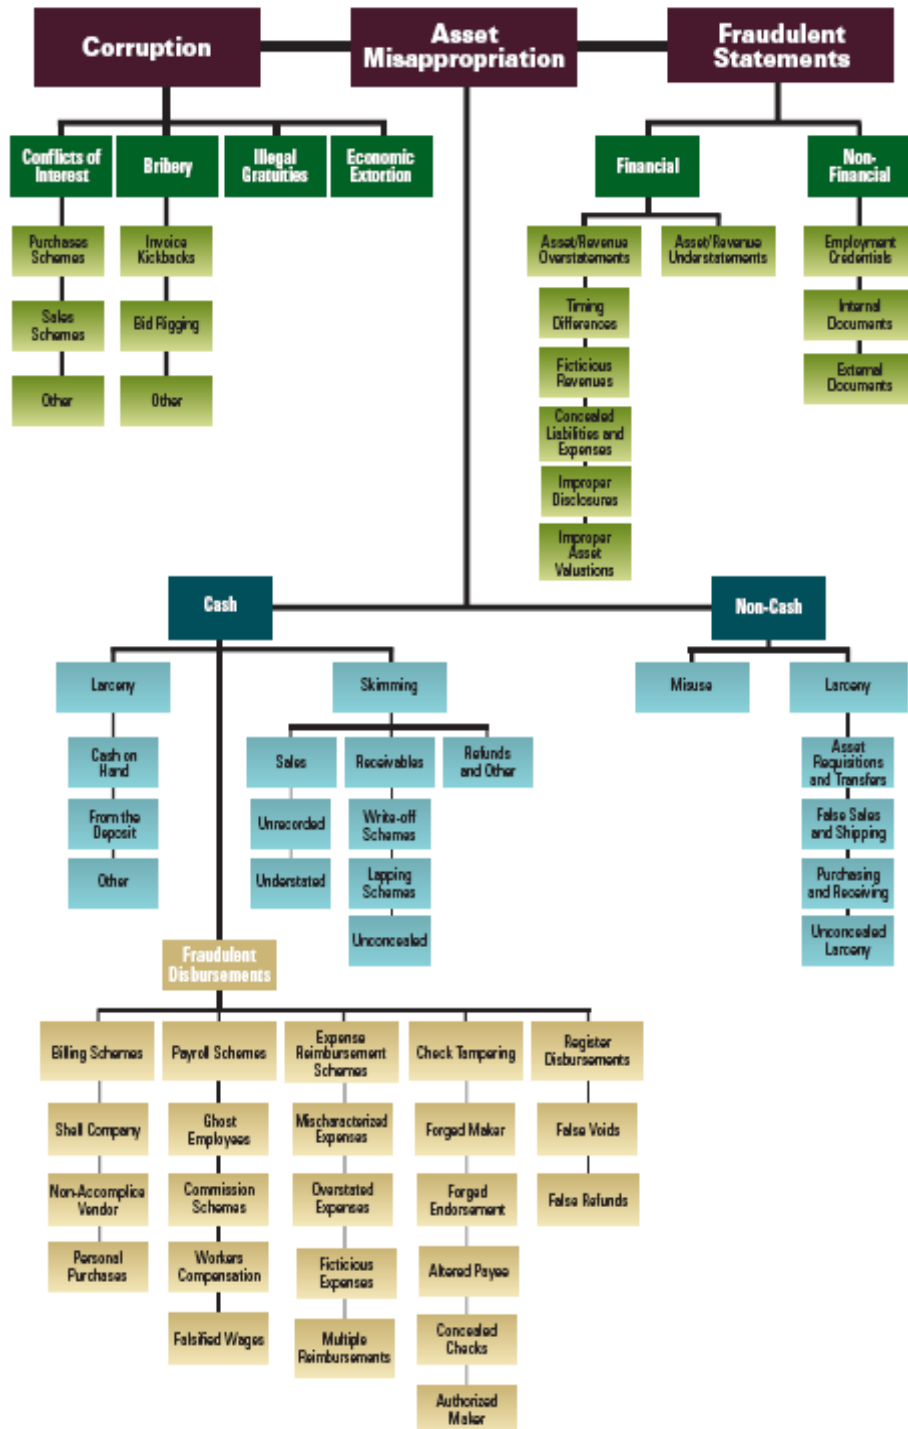 Corruption
Asset
Misappropriation
Fraudulent
Statements
Conflicts of
Interest
Bribery
Illegal
Gratuities
Economic
Extortion
Financial
Non-
Financial
Purchases
Schemes
Invoice
Kickbacks
Asset/Revenue
Overstatements
Asset/Revenue
Understatements
Employment
Credentials
Sales
Schemes
Bid Rigging
Timing
Differences
Internal
Documents
Other
Other
Ficticious
Revenues
External
Documents
Concealed
Liabilities and
Expenses
Improper
Disclosures
Improper
Asset
Valuations
Cash
Non-Cash
Larceny
Skimming
Misuse
Larceny
Cash on
Hand
Sales
Receivables
Refunds
and Other
Asset
Requisitions
and Transfers
From the
Deposit
Unrecorded
Write-off
Schemes
False Sales
and Shipping
Other
Understated
Lapping
Schemes
Purchasing
and Receiving
Unconcealed
Unconcealed
Larceny
Fraudulent
Disbursements
Billing Schemes
Payroll Schemes
Expense
Reimbursement
Schemes
Check Tampering
Register
Disbursements
Shell Company
Ghost
Employees
Mischaracterized
Expenses
Forged Maker
False Voids
Non-Accomplice
Vendor
Commission
Schemes
Overstated
Expenses
Forged
Endorsement
False Refunds
Personal
Purchases
Workers
Compensation
Ficticious
Expenses
Altered Payee
Falsified Wages
Multiple
Reimbursements
Concealed
Checks
Authorized
Maker